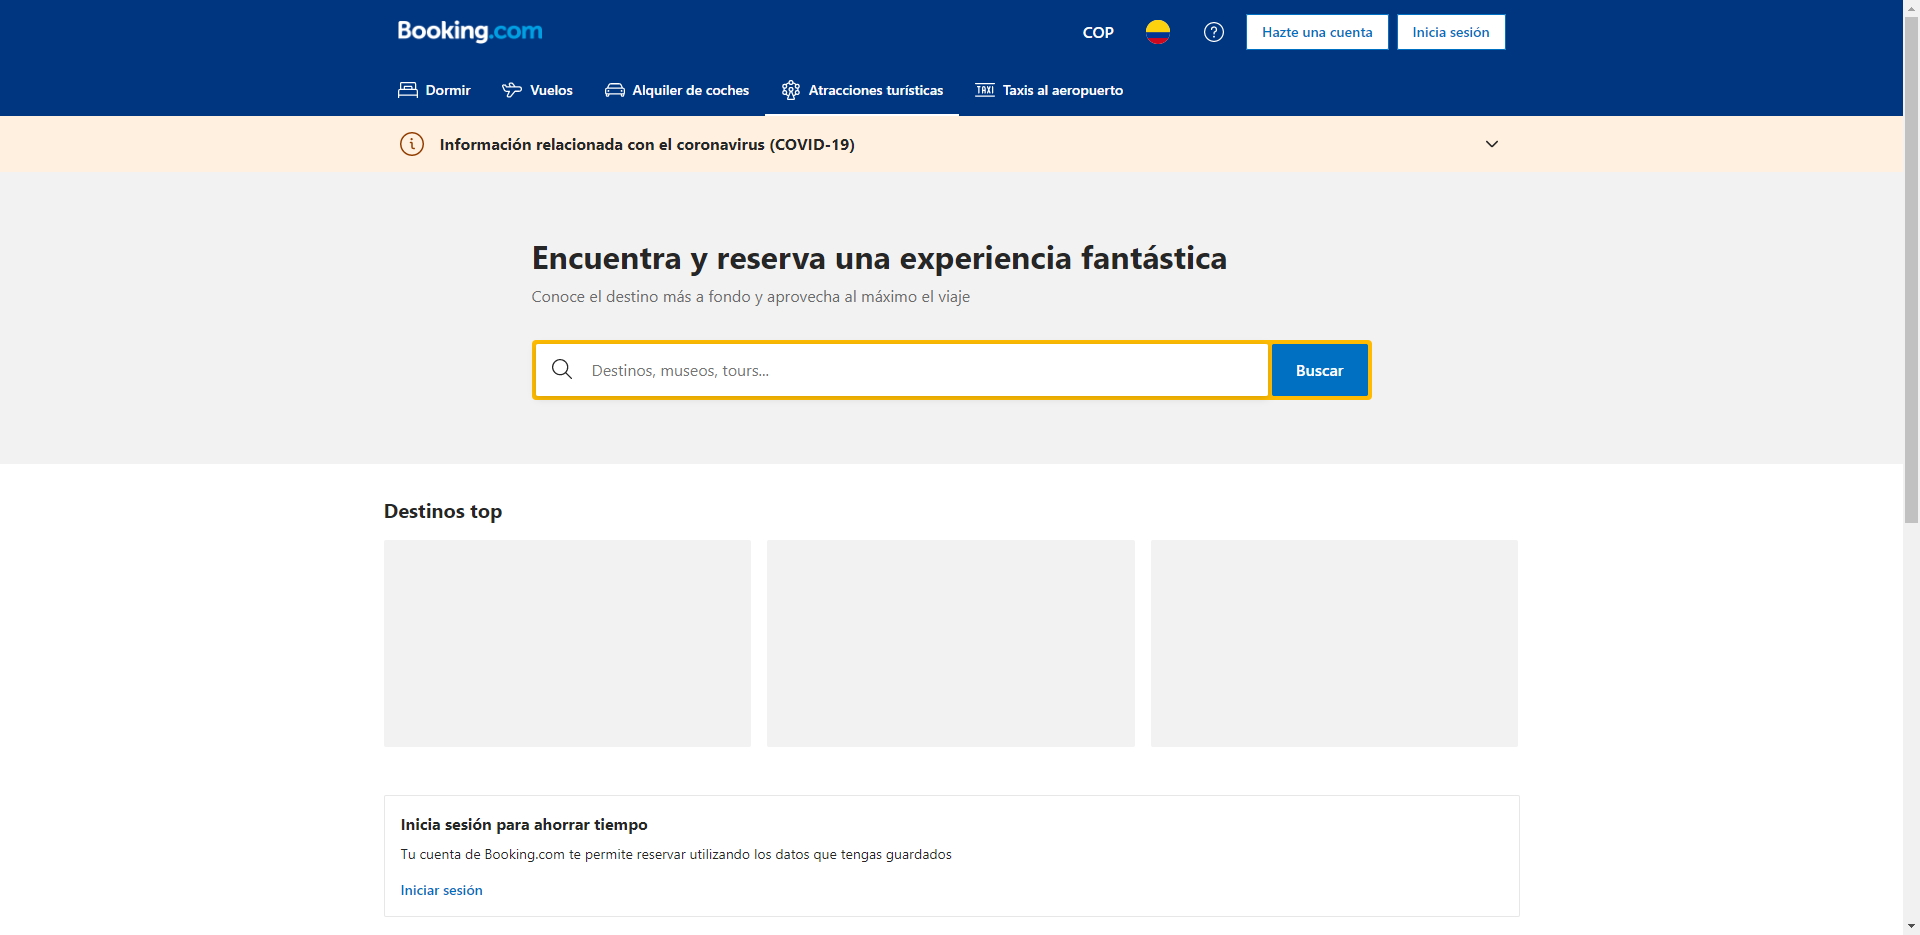 Booking.com
COP
Hazte una cuenta
Inicia sesión
Dormir
Vuelos
Alquiler de coches
Atracciones turísticas
TAXI
Taxis al aeropuerto
Información relacionada con el coronavirus (COVID-19)
Encuentra y reserva una experiencia fantástica
Conoce el destino más a fondo y aprovecha al máximo el viaje
Destinos, museos, tours...
Buscar
Destinos top
Inicia sesión para ahorrar tiempo
Tu cuenta de Booking.com te permite reservar utilizando los datos que tengas guardados
Iniciar sesión